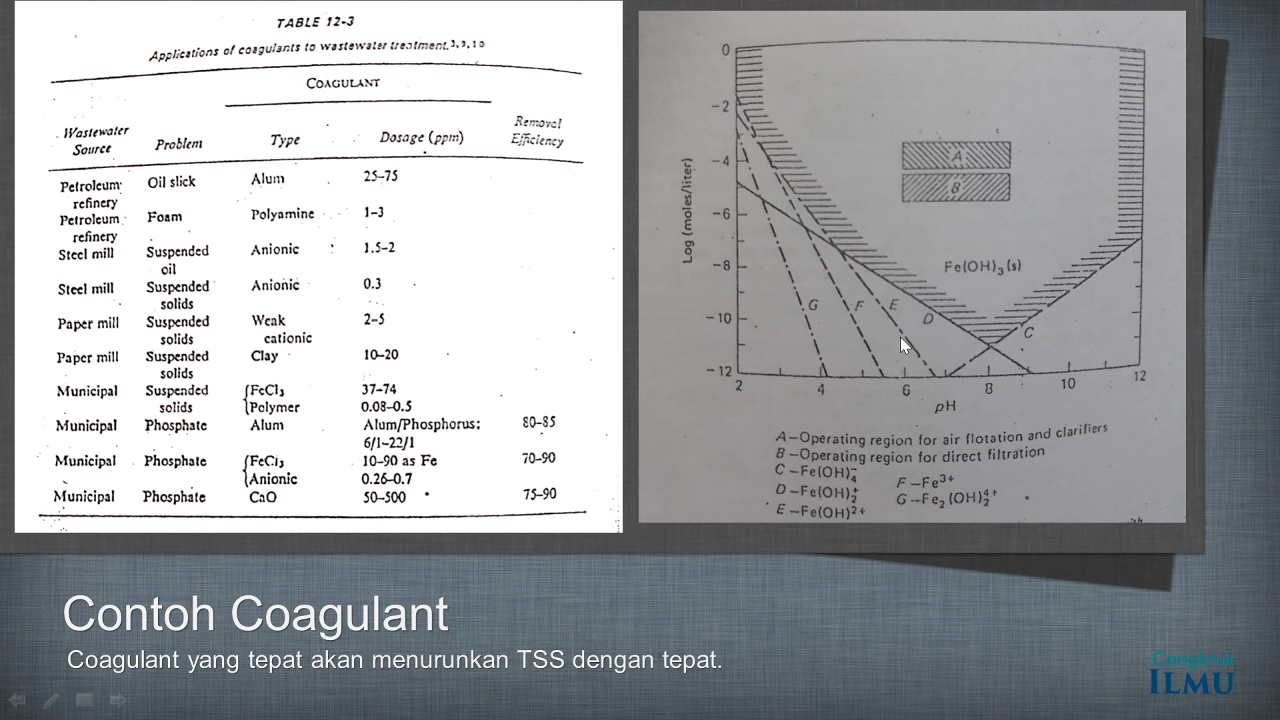 TABLE 12-3
Applications of coagulants to wastewater treatment.3,9,10
COAGULANT
Wastewater Source
Problem
Type
Dosage (ppm)
Removal Efficiency
Petroleum refinery Oil slick Alum 25–75
Petroleum refinery Foam Polyamine 1–3
Steel mill Suspended oil Anionic 1.5–2
Steel mill Suspended solids Anionic 0.3
Paper mill Suspended solids Weak cationic 2–5
Paper mill Suspended solids Clay 10–20
Municipal Suspended solids {FeCl3 37–74
Polymer 0.08–0.5
Municipal Phosphate Alum Alum/Phosphorus: 80–85
6/1–22/1
Municipal Phosphate {FeCl3 10–90 as Fe 70–90
Anionic 0.26–0.7
Municipal Phosphate CaO 50–500 75–90
0
−2
−4
−6
−8
−10
−12
Log (moles/liter)
A
B
Fe(OH)3(s)
G
F
E
D
C
2 4 6 8 10 12
pH
A–Operating region for air flotation and clarifiers
B–Operating region for direct filtration
C–Fe(OH)4−
D–Fe(OH)2+
E–Fe(OH)2+
F–Fe3+
G–Fe2(OH)24+
Contoh Coagulant
Coagulant yang tepat akan menurunkan TSS dengan tepat.
Cangkruk
ILMU